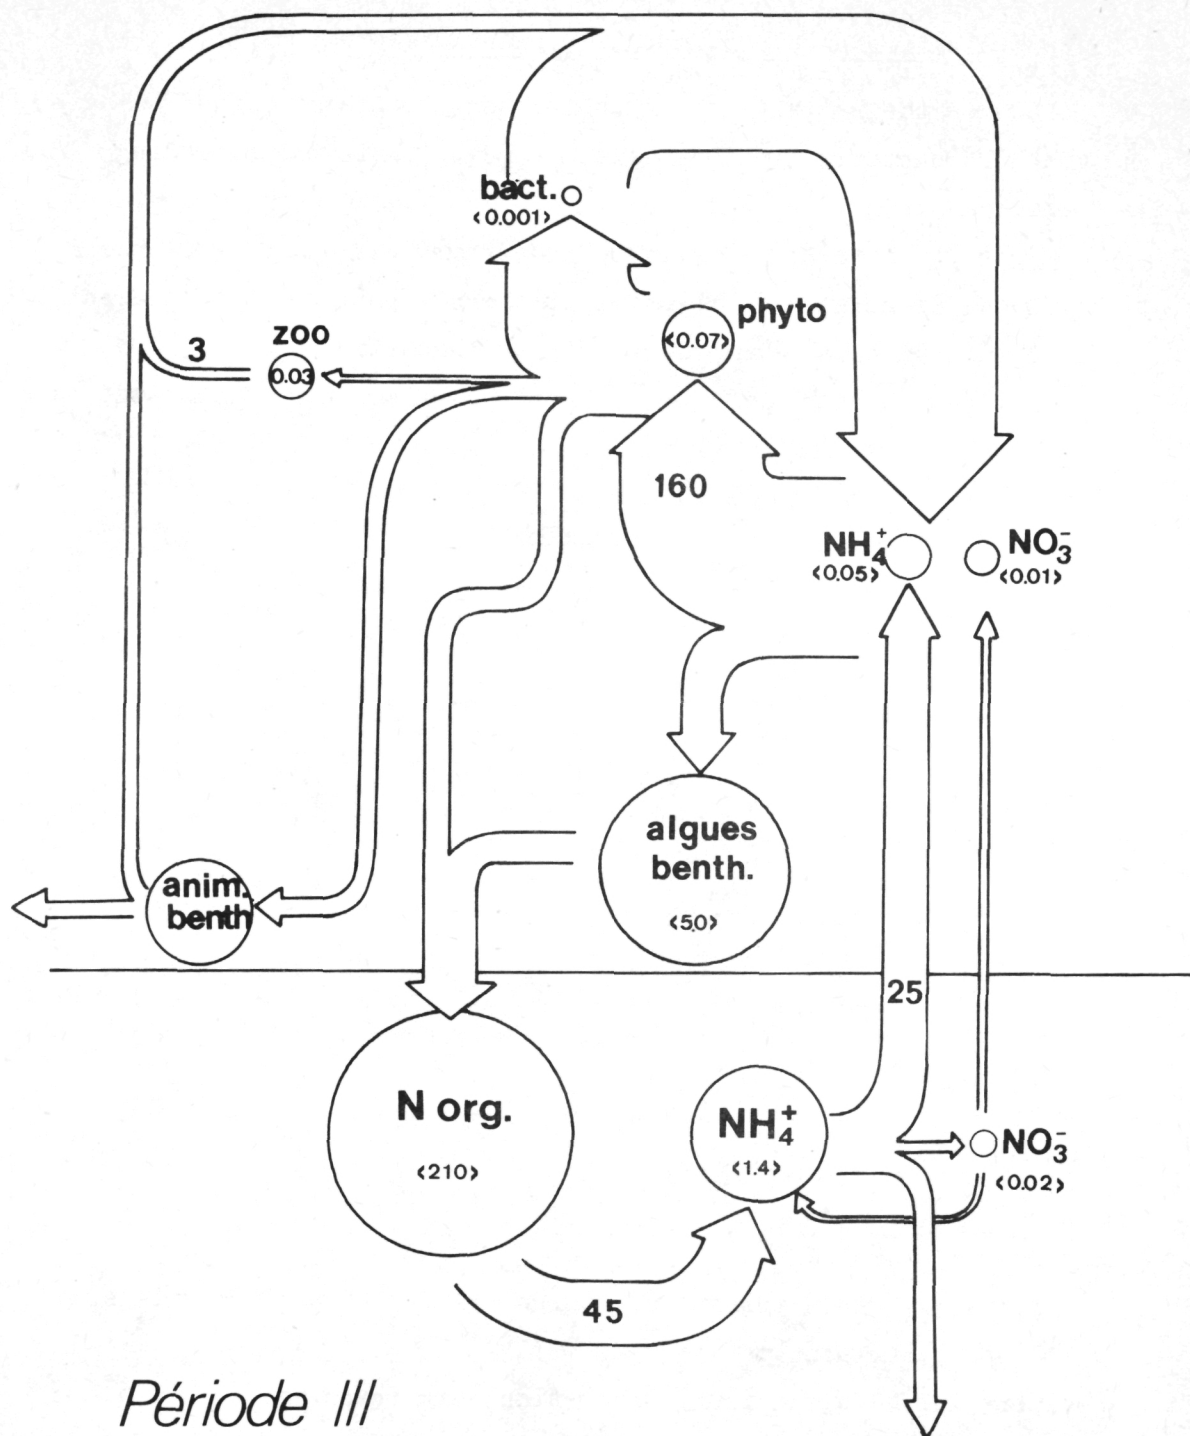 bact.
‹0.001›
phyto
‹0.07›
zoo
0.03
3
160
NH₄⁺
‹0.05›
NO₃⁻
‹0.01›
algues
benth.
‹5.0›
anim.
benth
25
N org.
‹210›
NH₄⁺
‹1.4›
NO₃⁻
‹0.02›
45
Période III